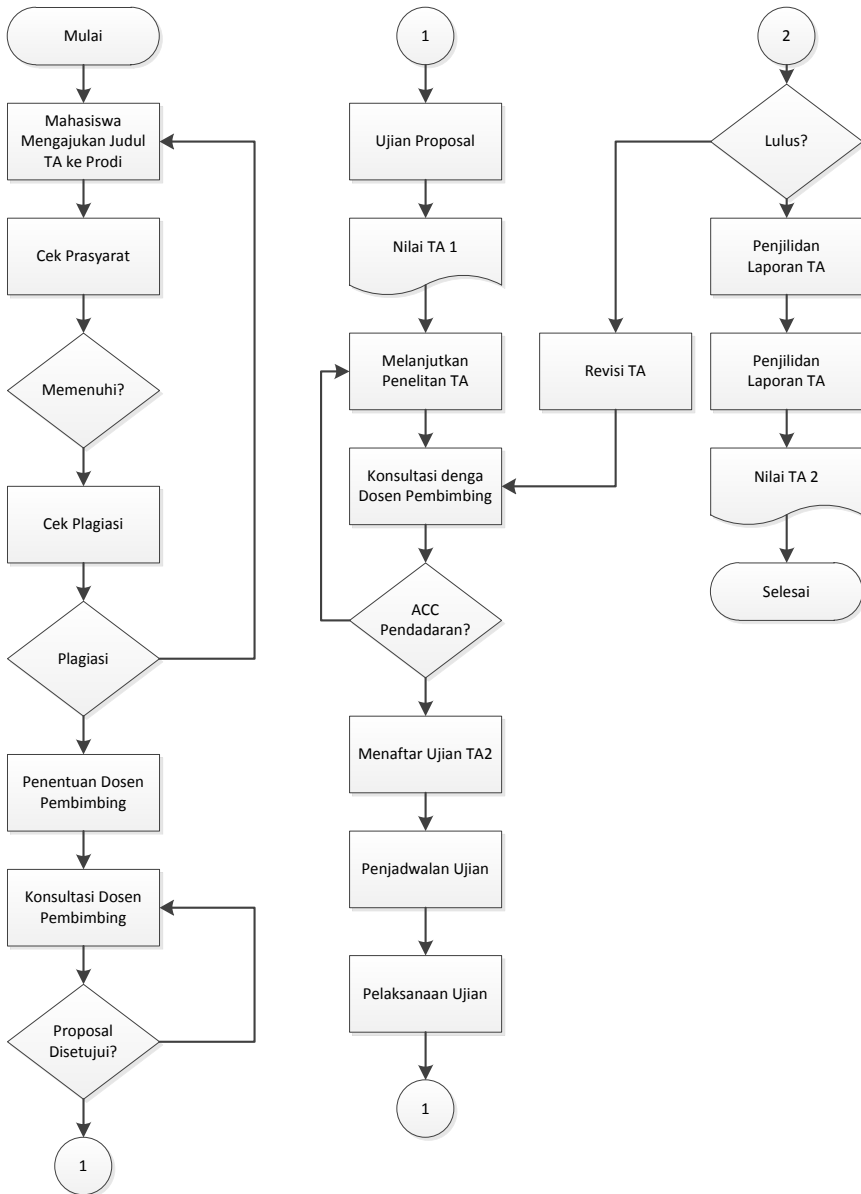 Mulai
Mahasiswa
Mengajukan Judul
TA ke Prodi
Cek Prasyarat
Memenuhi?
Cek Plagiasi
Plagiasi
Penentuan Dosen
Pembimbing
Konsultasi Dosen
Pembimbing
Proposal
Disetujui?
1
1
Ujian Proposal
Nilai TA 1
Melanjutkan
Penelitan TA
Konsultasi denga
Dosen Pembimbing
ACC
Pendadaran?
Menaftar Ujian TA2
Penjadwalan Ujian
Pelaksanaan Ujian
1
2
Lulus?
Revisi TA
Penjilidan
Laporan TA
Penjilidan
Laporan TA
Nilai TA 2
Selesai